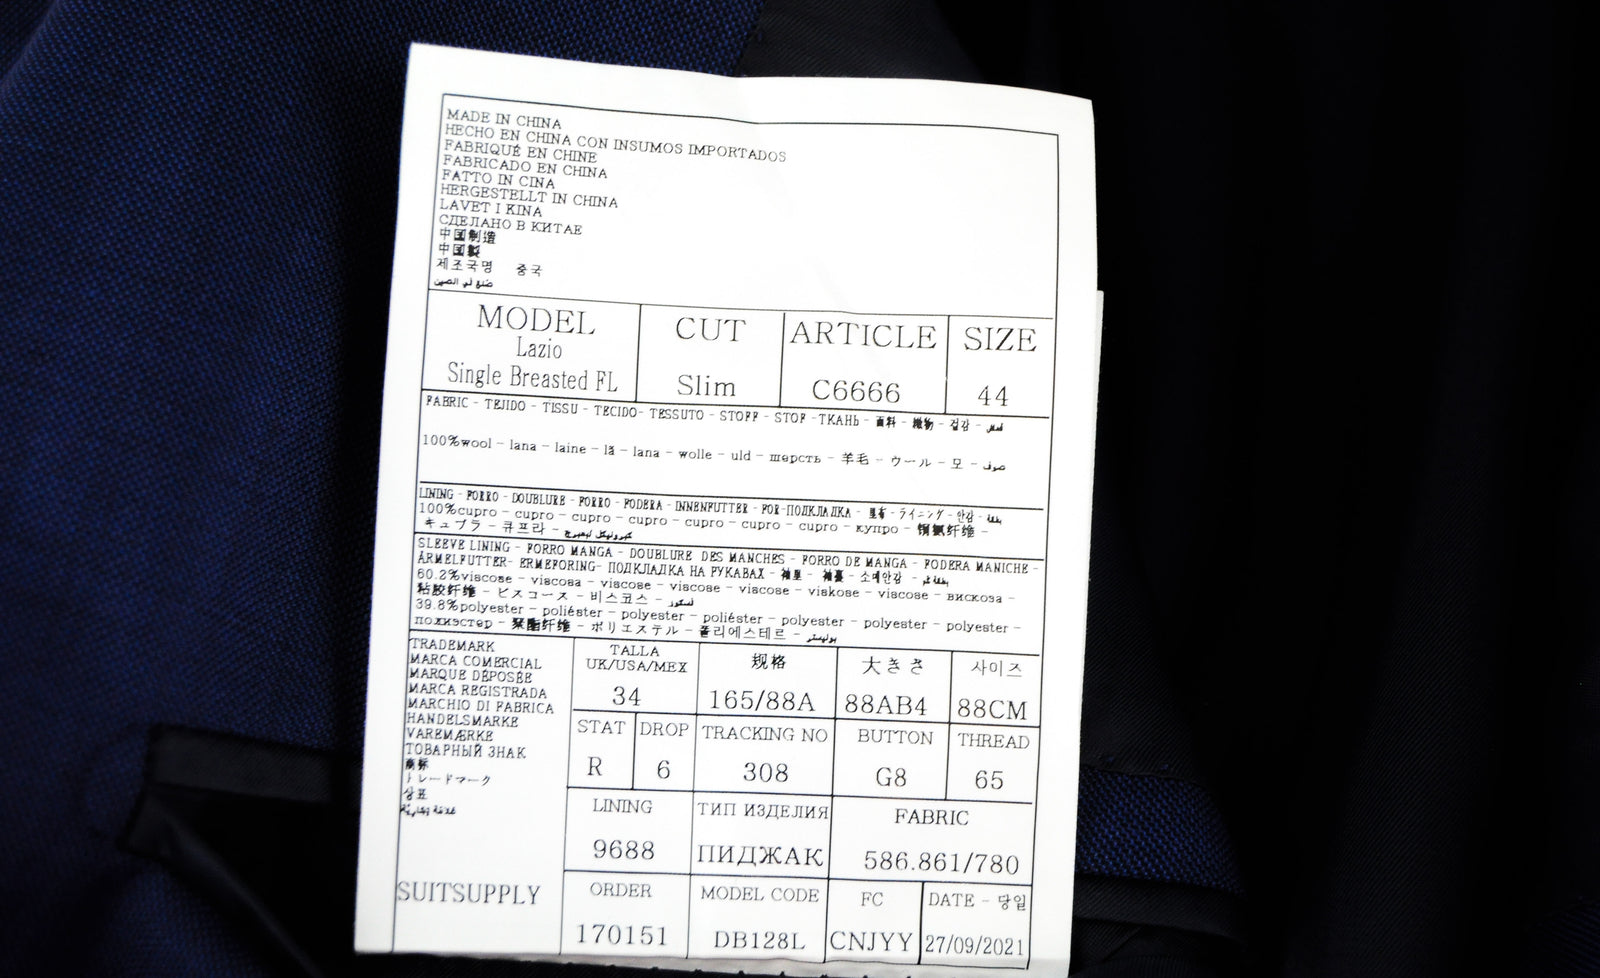 MADE IN CHINA
HECHO EN CHINA CON INSUMOS IMPORTADOS
FABRIQUÉ EN CHINE
FABRICADO EN CHINA
FATTO IN CINA
HERGESTELLT IN CHINA
LAVET I KINA
СДЕЛАНО В КИТАЕ
中国制造
中国製
제조국명 중국
صنع في الصين
MODEL
Lazio
Single Breasted FL
CUT
Slim
ARTICLE
C6666
SIZE
44
FABRIC - TEJIDO - TISSU - TECIDO- TESSUTO - STOFF - STOF -ТКАНЬ - 面料 - 織物 - 겉감 -
100%wool - lana - laine - lã - lana - wolle - uld - шерсть - 羊毛 - ウール - 모 - صوف
LINING - FORRO - DOUBLURE - FORRO - FODERA - INNENFUTTER - FOR-ПОДКЛАДКА - 里布 - ライニング - 안감 -
100%cupro - cupro - cupro - cupro - cupro - cupro - cupro - купро - 铜氨纤维 -
キュプラ - 큐프라 -
SLEEVE LINING - FORRO MANGA - DOUBLURE DES MANCHES - FORRO DE MANGA - FODERA MANICHE -
ÄRMELFUTTER- ERMEFORING- ПОДКЛАДКА НА РУКАВАХ - 袖里 - 袖裏 - 소매안감 -
60.2%viscose - viscosa - viscose - viscose - viscose - viskose - viscose - вискоза -
粘胶纤维 - ビスコース - 비스코스 - فسكوز
39.8%polyester - poliéster - polyester - poliéster - polyester - polyester - polyester -
полиэстер - 聚酯纤维 - ポリエステル - 폴리에스테르 - بوليستر
TRADEMARK
MARCA COMERCIAL
MARQUE DÉPOSÉE
MARCA REGISTRADA
MARCHIO DI FABRICA
HANDELSMARKE
VAREMÆRKE
ТОВАРНЫЙ ЗНАК
商标
トレードマーク
상표
علامة تجارية
SUITSUPPLY
TALLA
UK/USA/MEX
34
规格
165/88A
大きさ
88AB4
사이즈
88CM
STAT
R
DROP
6
TRACKING NO
308
BUTTON
G8
THREAD
65
LINING
9688
ТИП ИЗДЕЛИЯ
ПИДЖАК
FABRIC
586.861/780
ORDER
170151
MODEL CODE
DB128L
FC
CNJYY
DATE - 당일
27/09/2021